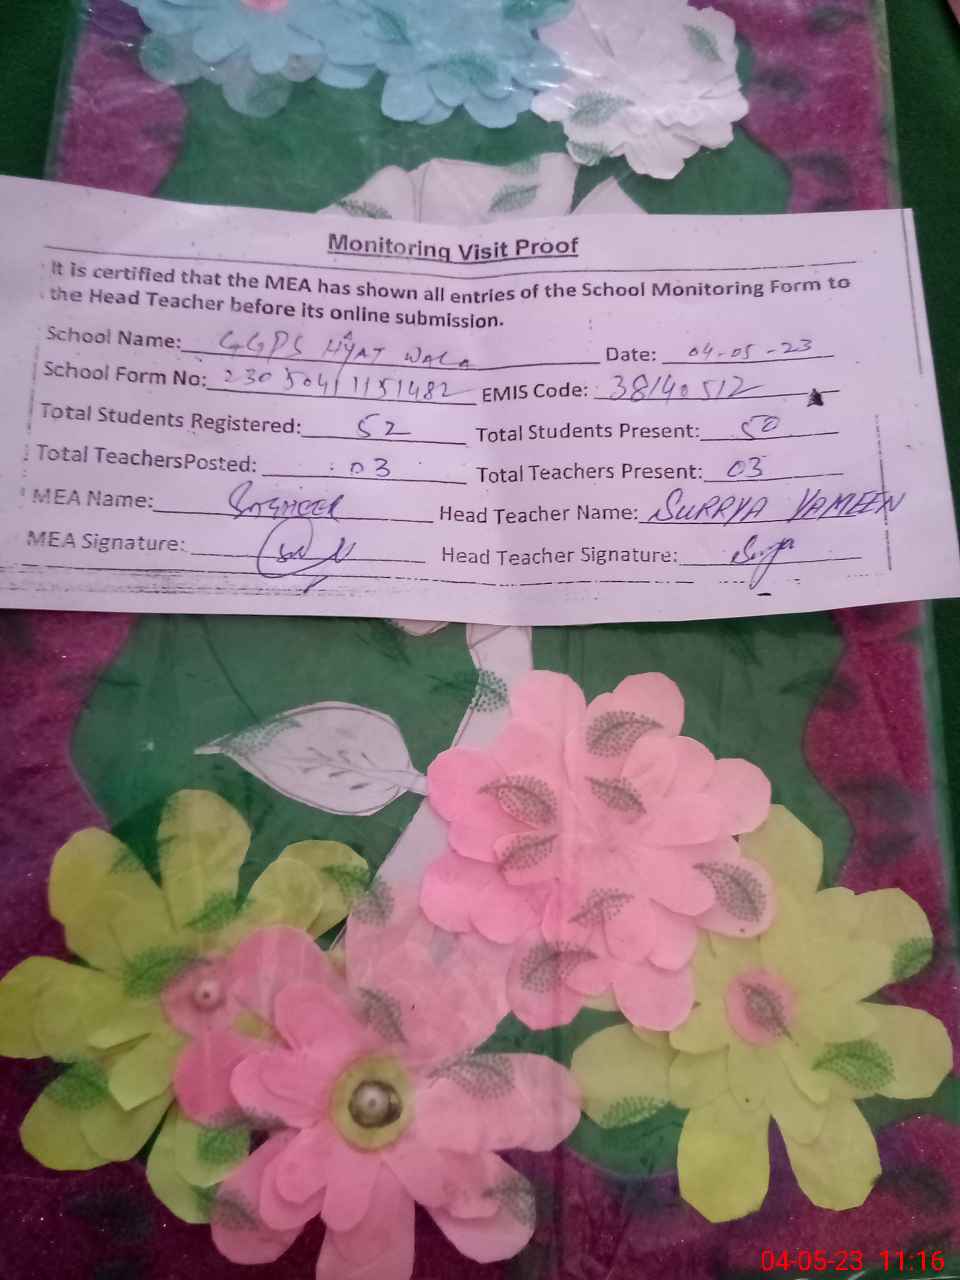 Monitoring Visit Proof
It is certified that the MEA has shown all entries of the School Monitoring Form to
the Head Teacher before its online submission.
School Name: GGPS HYAT WALA Date: 04-05-23
School Form No: 23050411151482 EMIS Code: 38140512
Total Students Registered: 52 Total Students Present: 50
Total TeachersPosted: 03 Total Teachers Present: 03
MEA Name: Head Teacher Name: SURRYA YAMEEN
MEA Signature: Head Teacher Signature:
04-05-23 11:16